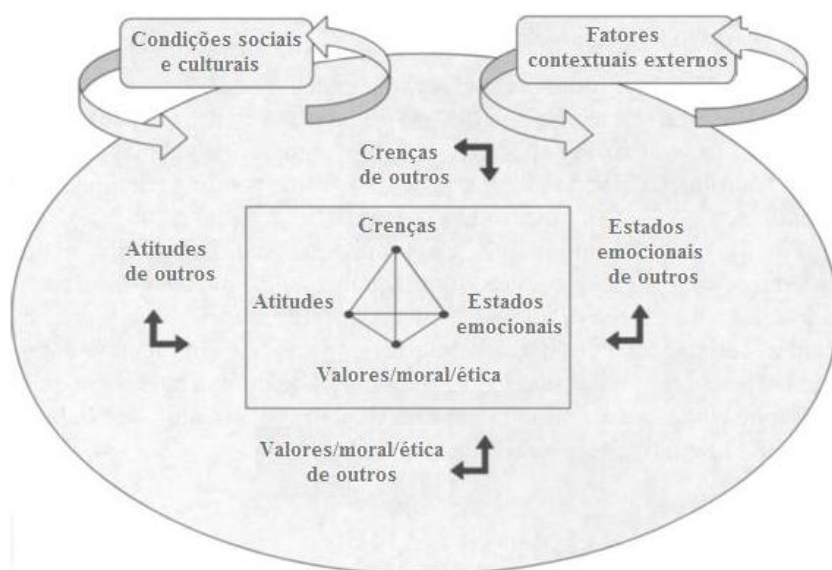 Condições sociais
e culturais
Fatores
contextuais externos
Crenças
de outros
Atitudes
de outros
Estados
emocionais
de outros
Crenças
Atitudes
Estados
emocionais
Valores/moral/ética
Valores/moral/ética
de outros